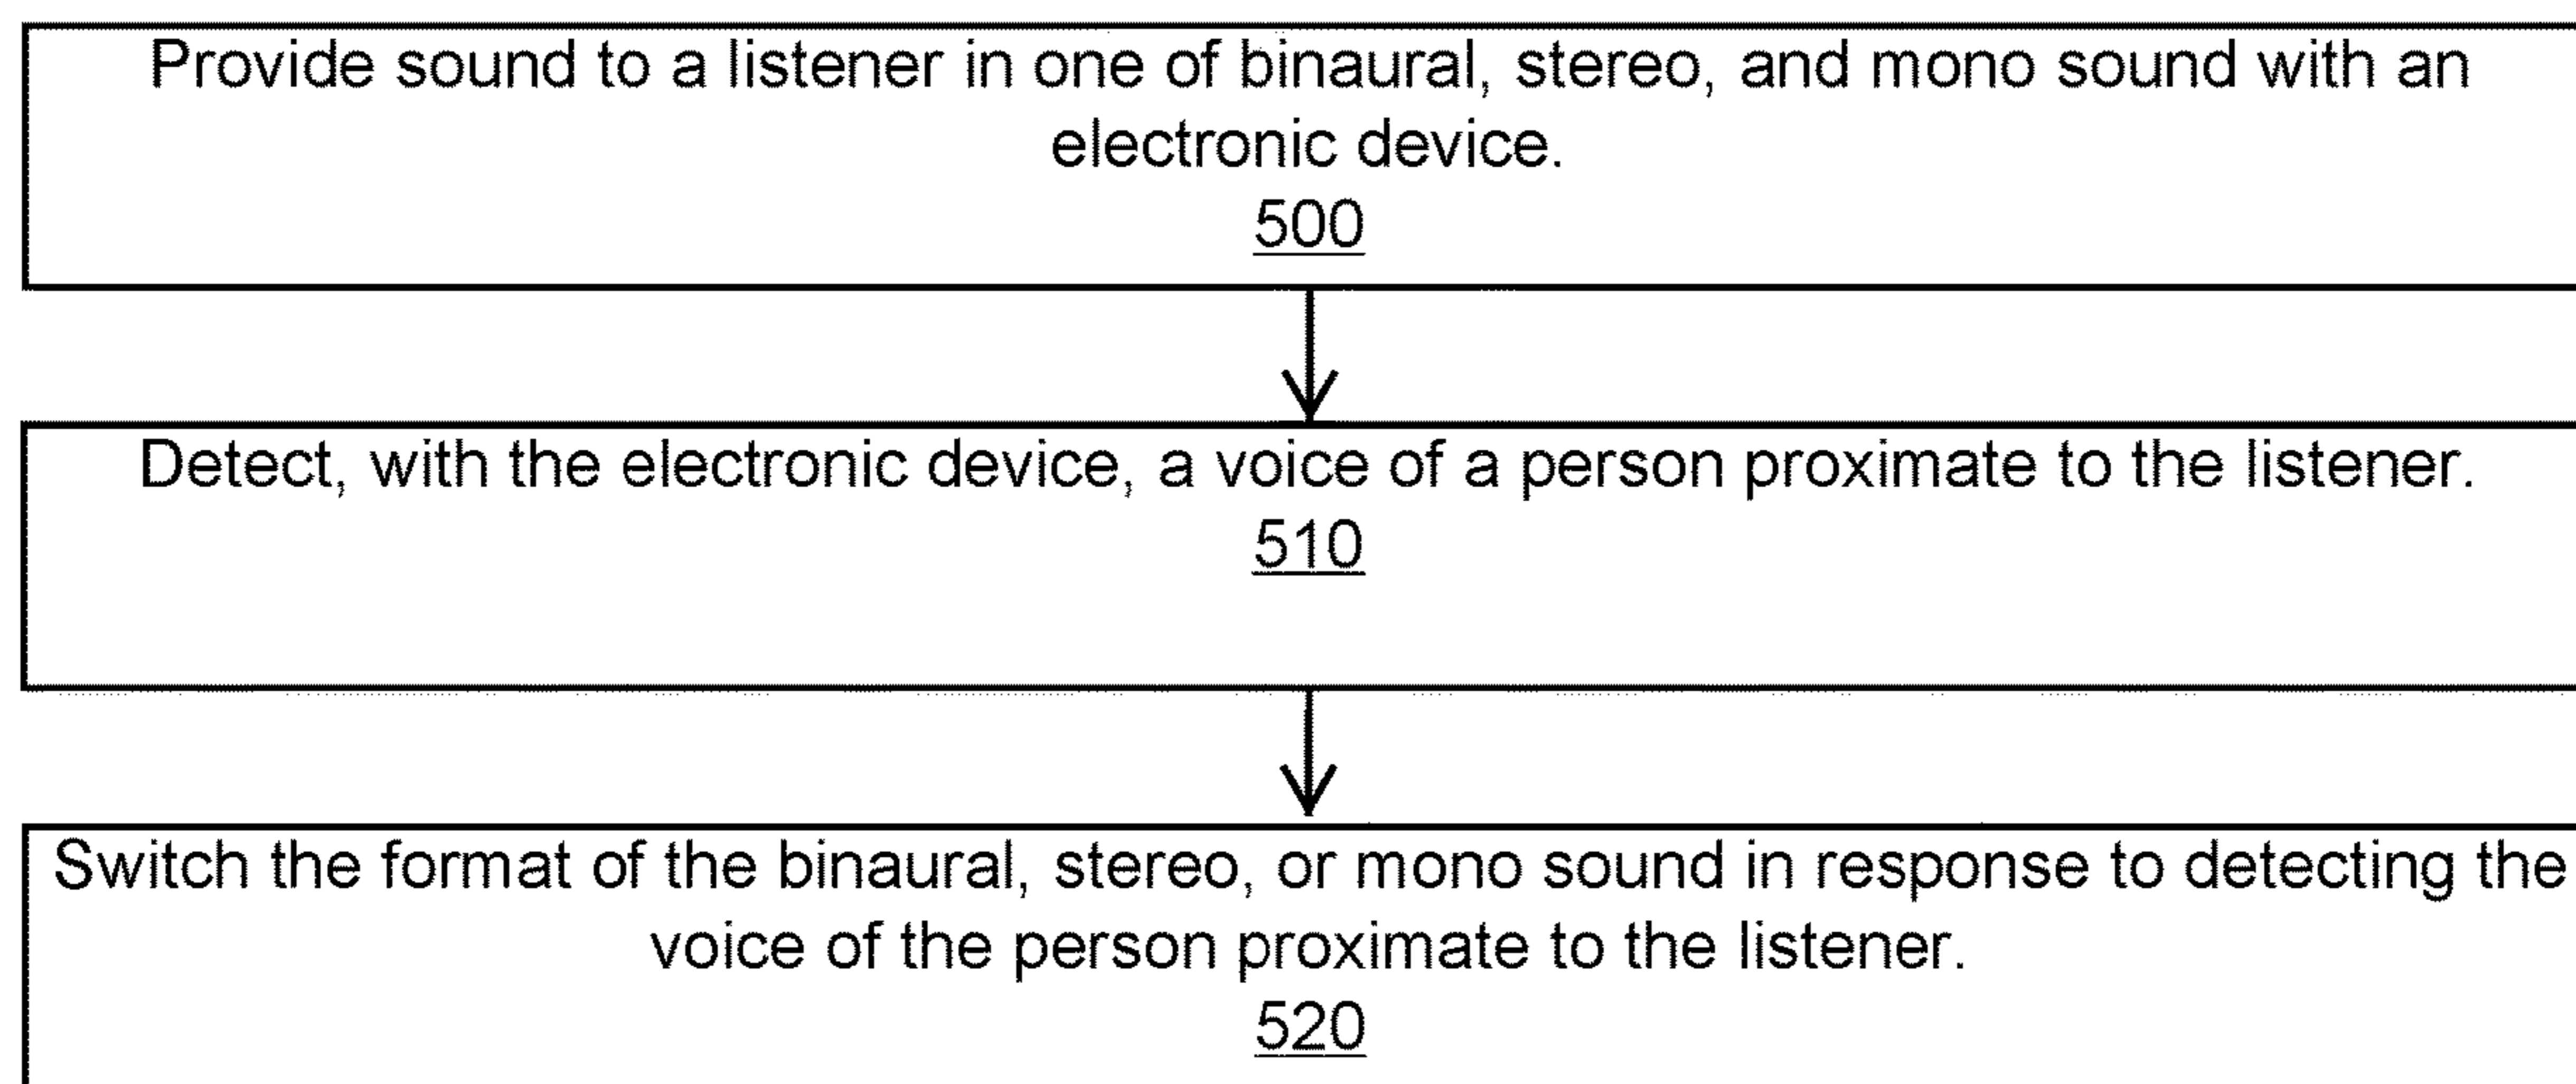 Provide sound to a listener in one of binaural, stereo, and mono sound with an
electronic device.
500
Detect, with the electronic device, a voice of a person proximate to the listener.
510
Switch the format of the binaural, stereo, or mono sound in response to detecting the
voice of the person proximate to the listener.
520